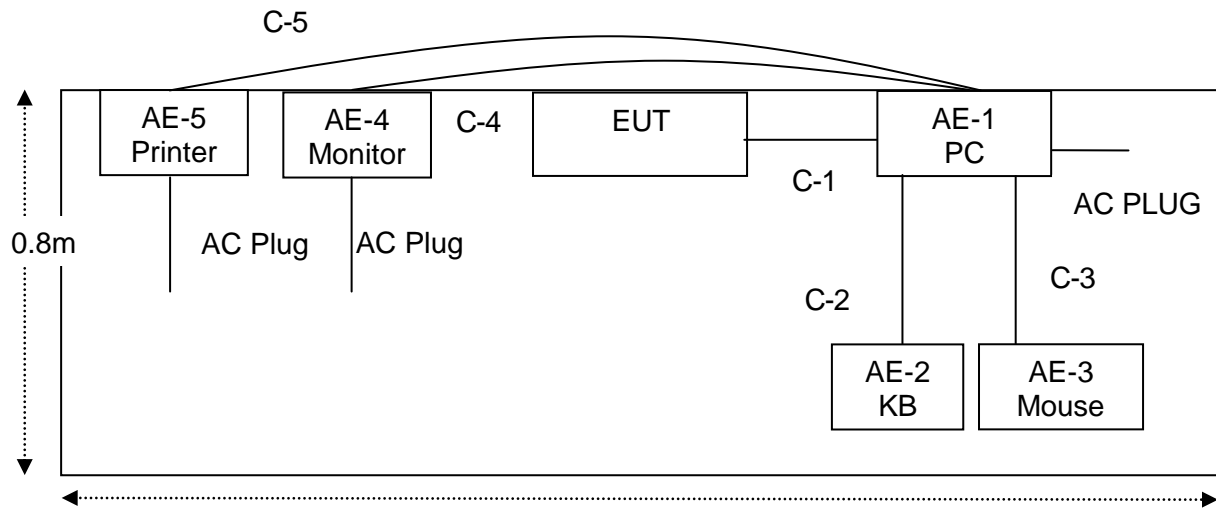 C-5
AE-5
Printer
AE-4
Monitor
C-4
EUT
AE-1
PC
C-1
AC PLUG
0.8m
AC Plug
AC Plug
C-2
C-3
AE-2
KB
AE-3
Mouse